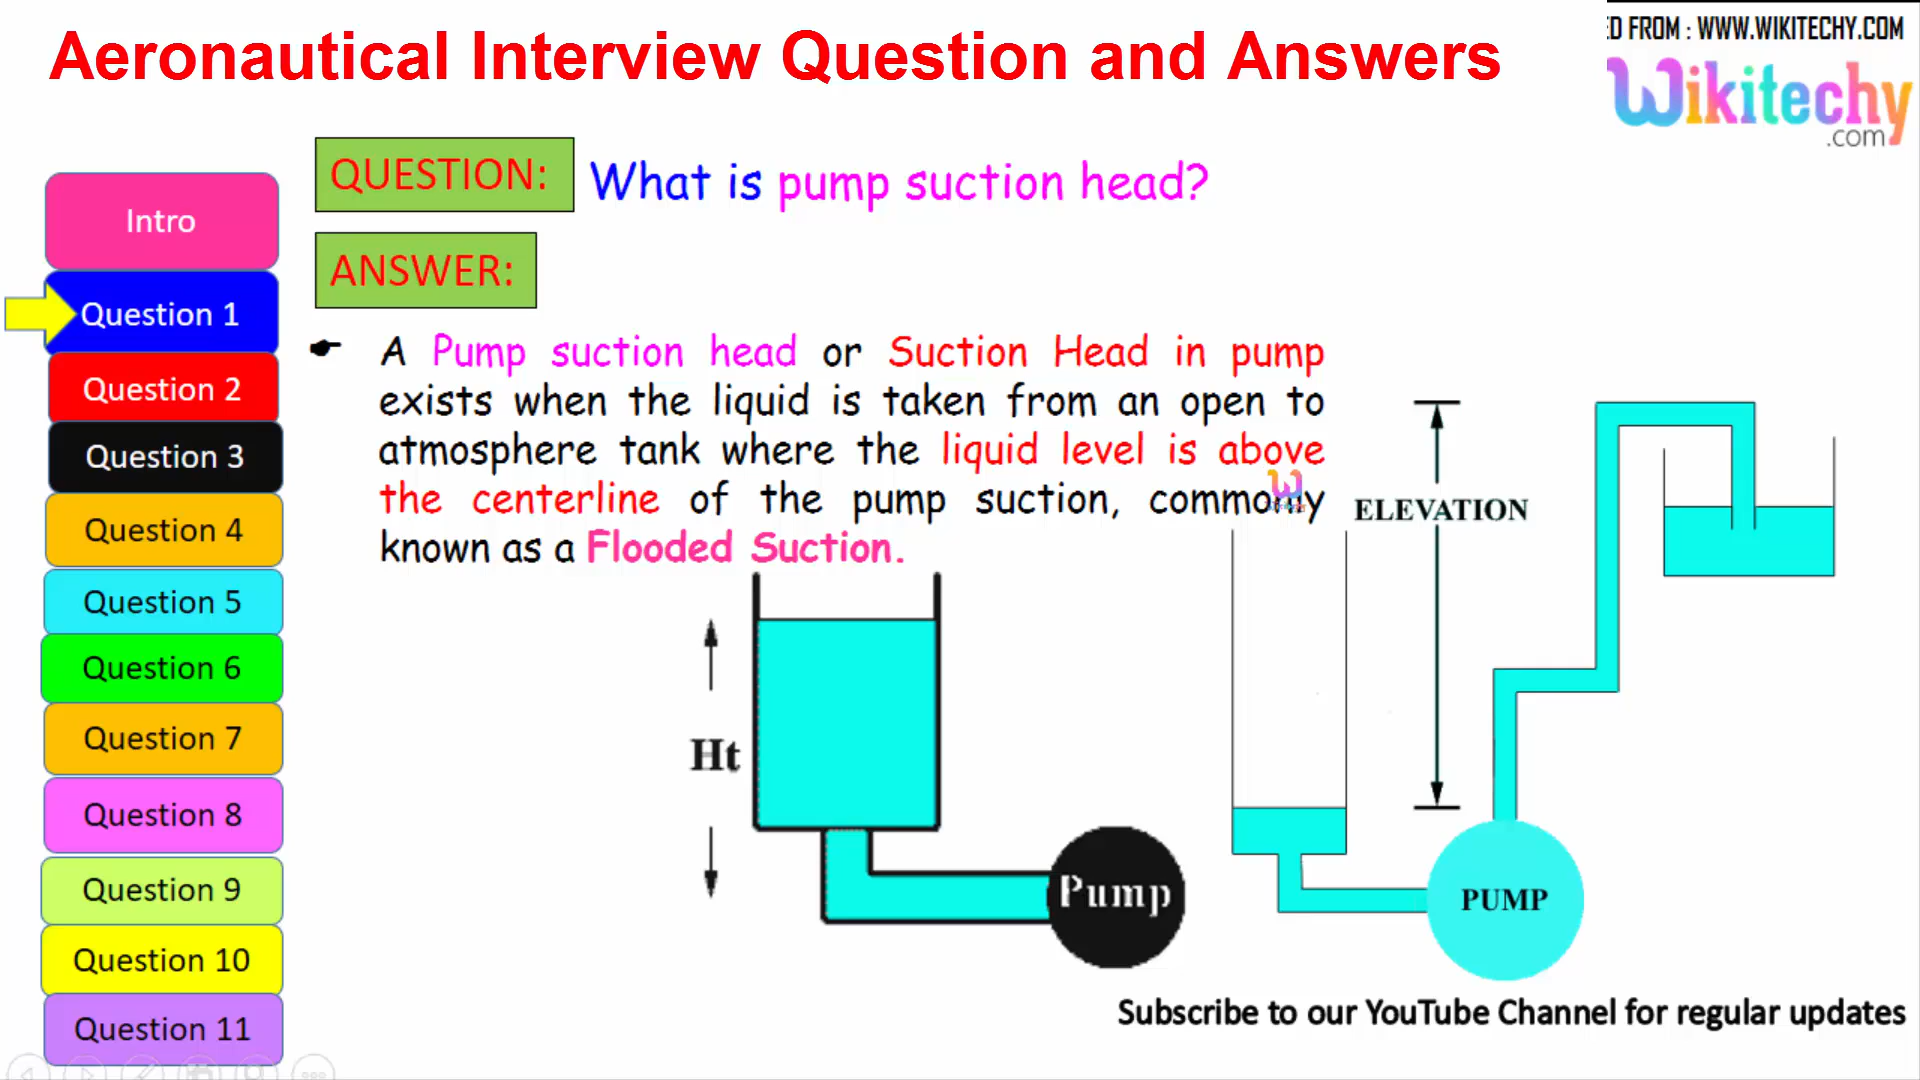 Aeronautical Interview Question and Answers
D FROM : WWW.WIKITECHY.COM
Wikitechy
.com
QUESTION:
What is pump suction head?
ANSWER:
Intro
Question 1
Question 2
Question 3
Question 4
Question 5
Question 6
Question 7
Question 8
Question 9
Question 10
Question 11
A Pump suction head or Suction Head in pump
exists when the liquid is taken from an open to
atmosphere tank where the liquid level is above
the centerline of the pump suction, commonly
known as a Flooded Suction.
Ht
Pump
ELEVATION
PUMP
Subscribe to our YouTube Channel for regular updates